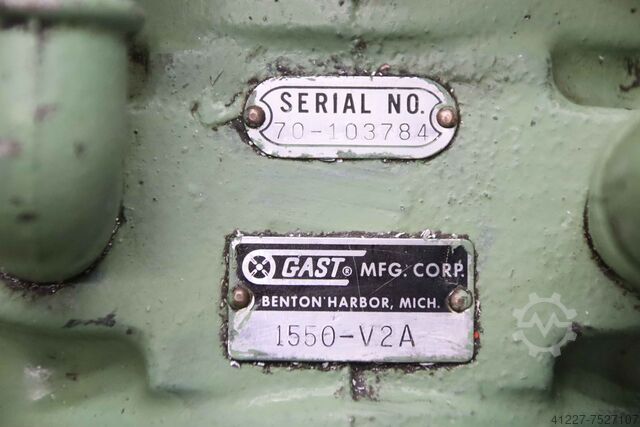 SERIAL NO.
70-103784
GAST® MFG. CORP.
BENTON HARBOR, MICH.
1550-V2A
41227-7527107